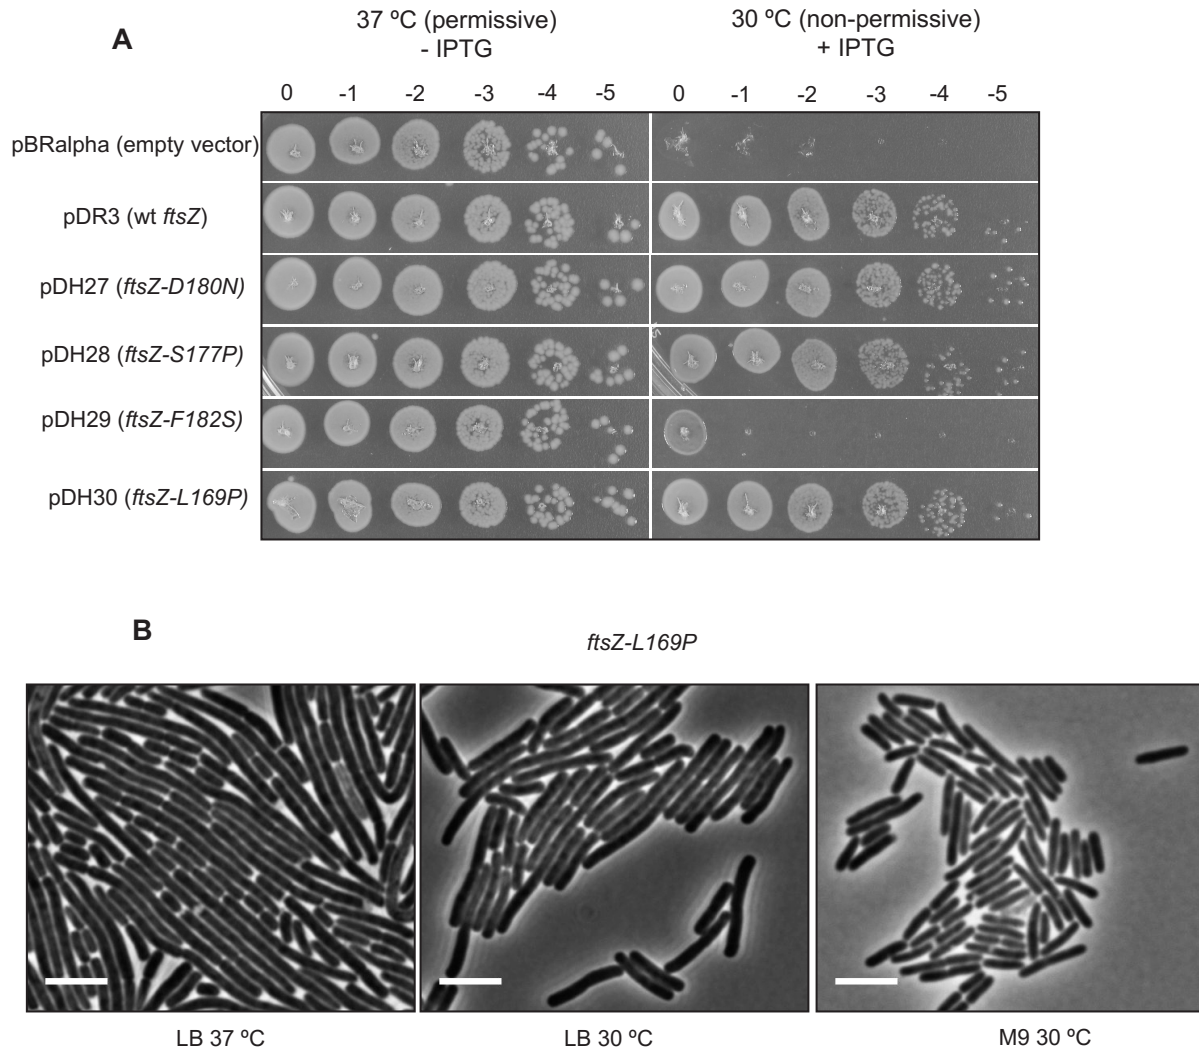 A
37 ºC (permissive)
- IPTG
30 ºC (non-permissive)
+ IPTG
0 -1 -2 -3 -4 -5 0 -1 -2 -3 -4 -5
pBRalpha (empty vector)
pDR3 (wt ftsZ)
pDH27 (ftsZ-D180N)
pDH28 (ftsZ-S177P)
pDH29 (ftsZ-F182S)
pDH30 (ftsZ-L169P)
B
ftsZ-L169P
LB 37 ºC LB 30 ºC M9 30 ºC